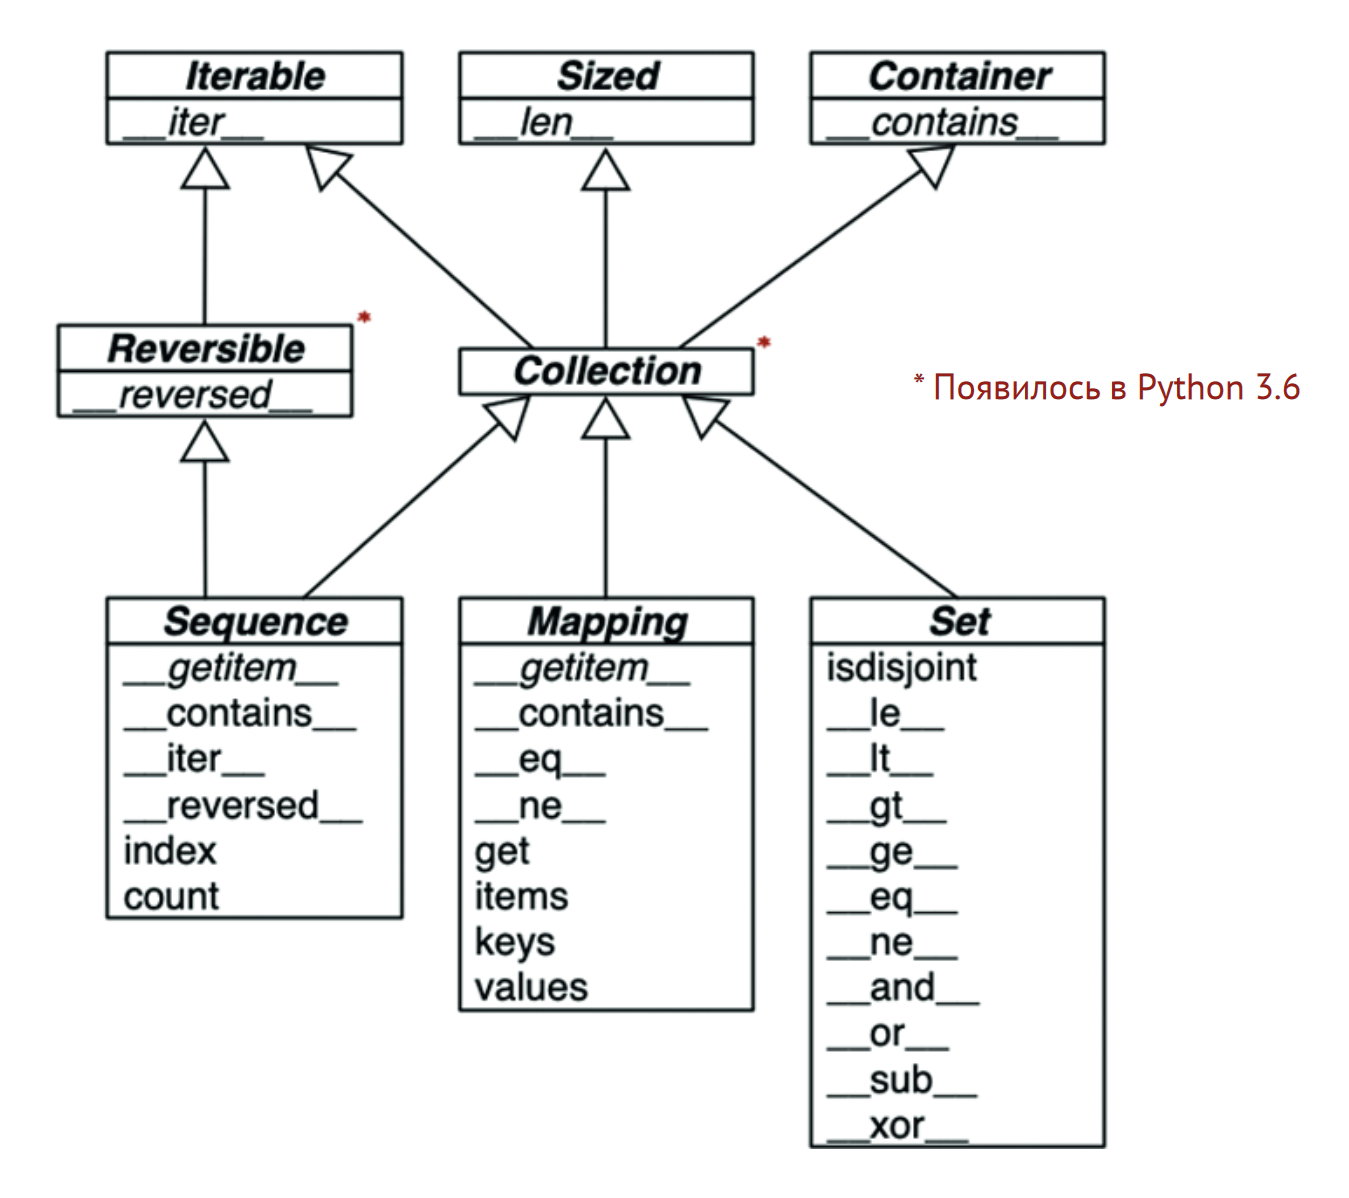 Iterable
__iter__
Sized
__len__
Container
__contains__
Reversible
*
__reversed__
Collection
*
* Появилось в Python 3.6
Sequence
__getitem__
__contains__
__iter__
__reversed__
index
count
Mapping
__getitem__
__contains__
__eq__
__ne__
get
items
keys
values
Set
isdisjoint
__le__
__lt__
__gt__
__ge__
__eq__
__ne__
__and__
__or__
__sub__
__xor__